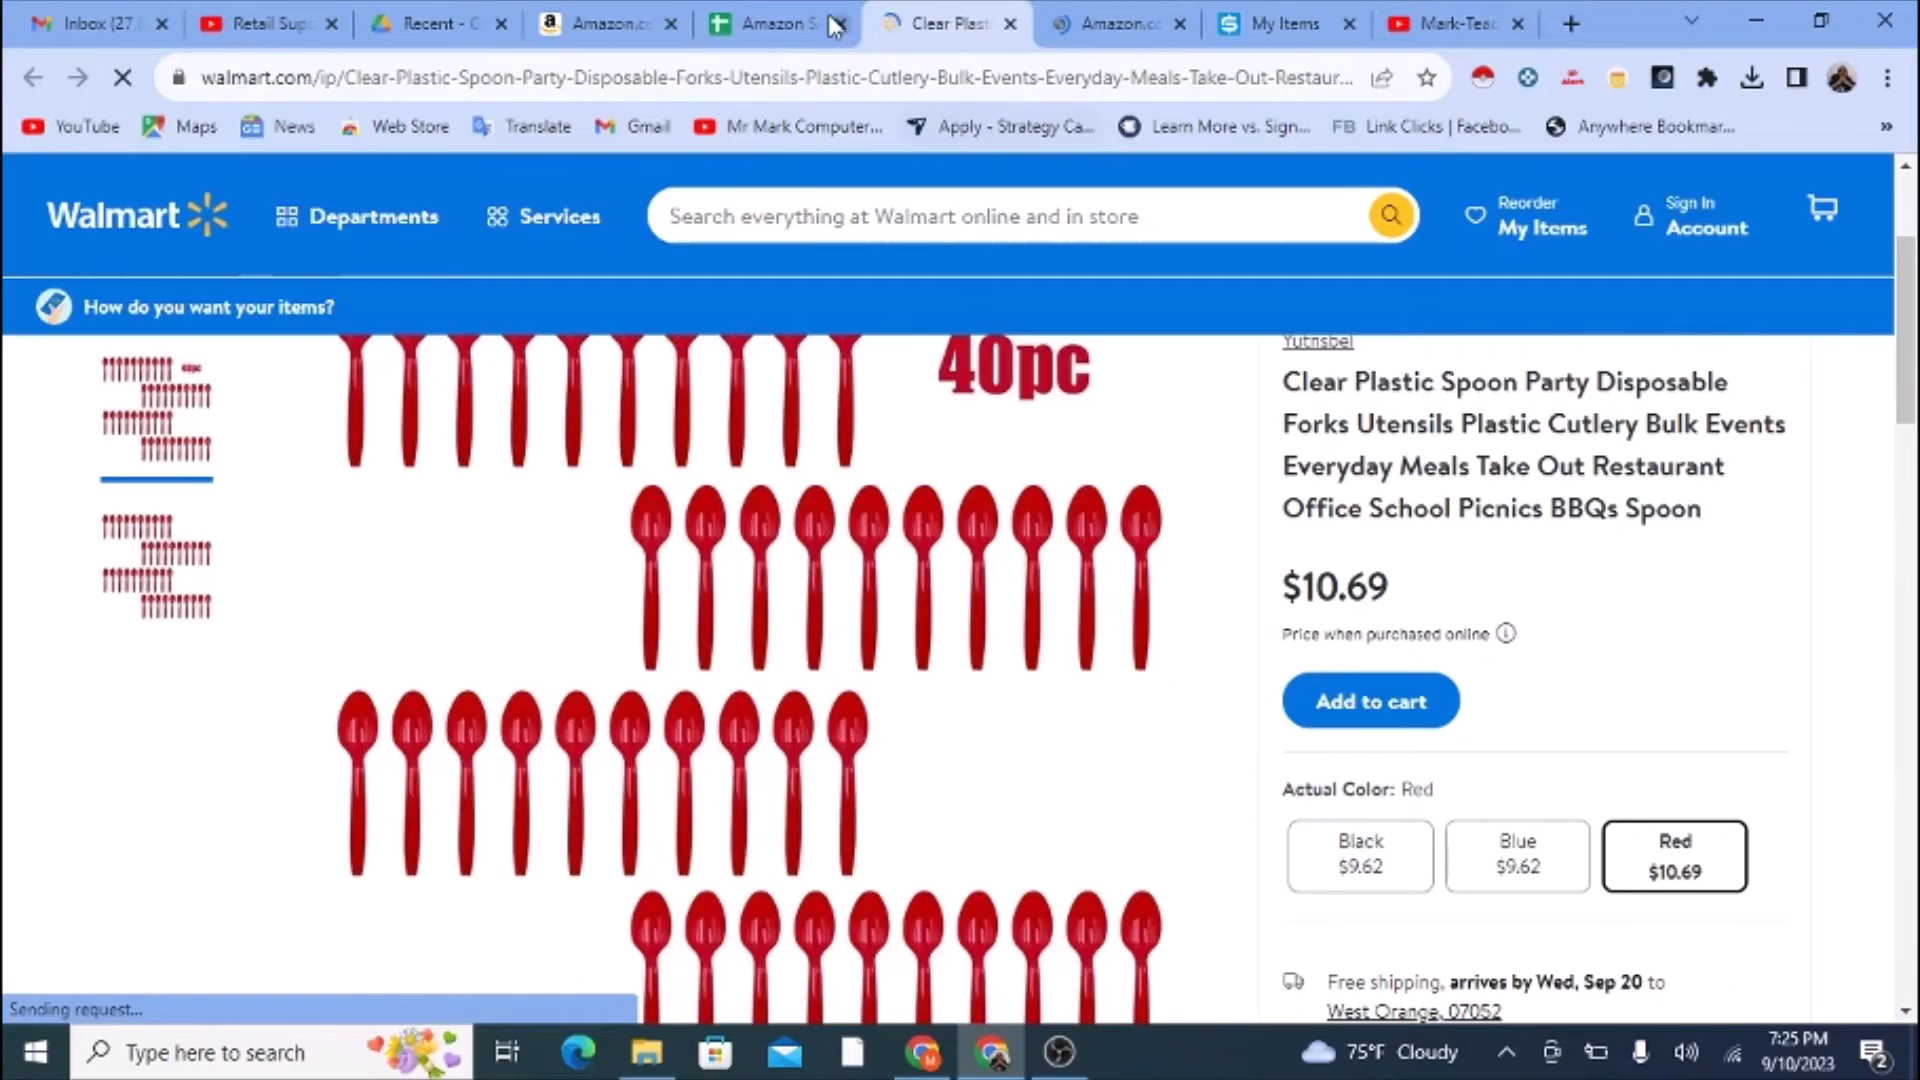 Inbox (27,
Retail Sup
Recent - G
Amazon.co
Amazon S
Clear Plast
Amazon.co
My Items
Mark-Teac
walmart.com/ip/Clear-Plastic-Spoon-Party-Disposable-Forks-Utensils-Plastic-Cutlery-Bulk-Events-Everyday-Meals-Take-Out-Restaur...
YouTube
Maps
News
Web Store
Translate
Gmail
Mr Mark Computer...
Apply - Strategy Ca...
Learn More vs. Sign...
FB Link Clicks | Facebo...
Anywhere Bookmar...
»
Walmart
Departments
Services
Search everything at Walmart online and in store
Reorder
My Items
Sign In
Account
How do you want your items?
40pc
Yutnsbel
Clear Plastic Spoon Party Disposable
Forks Utensils Plastic Cutlery Bulk Events
Everyday Meals Take Out Restaurant
Office School Picnics BBQs Spoon
$10.69
Price when purchased online
Add to cart
Actual Color: Red
Black
$9.62
Blue
$9.62
Red
$10.69
Free shipping, arrives by Wed, Sep 20 to
West Orange, 07052
Sending request...
Type here to search
75°F Cloudy
7:25 PM
9/10/2023
2